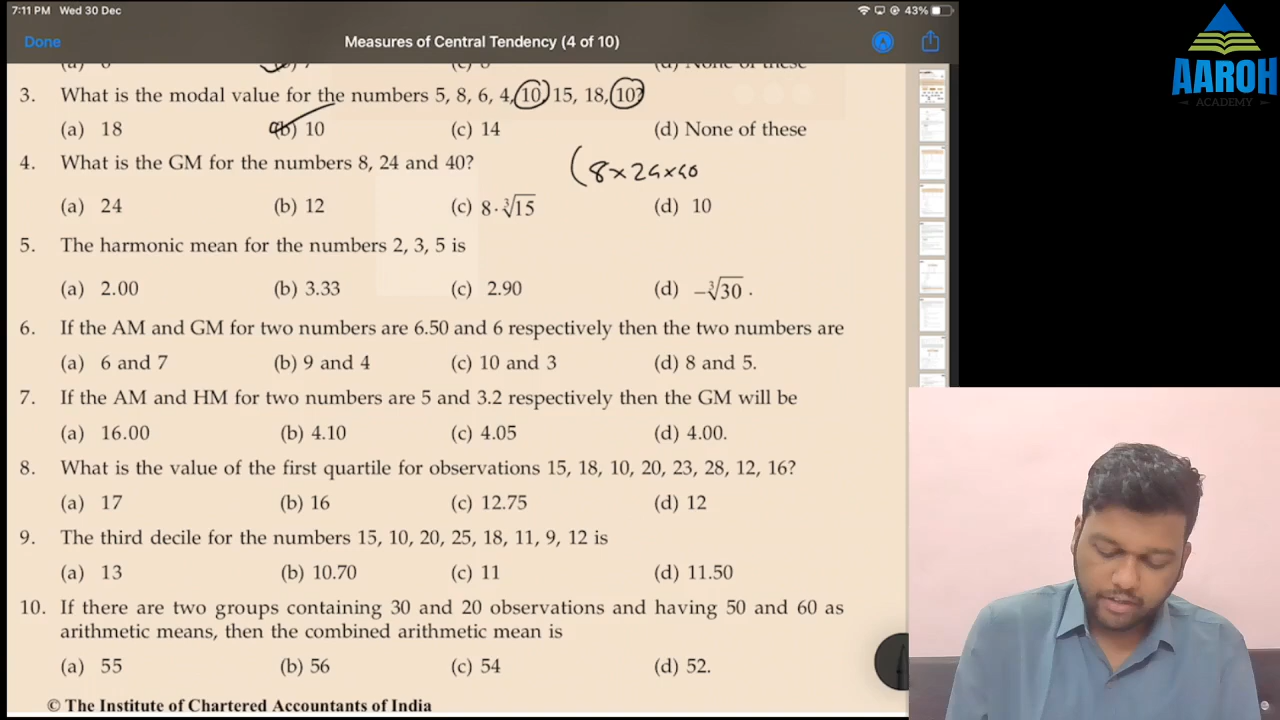 7:11 PM Wed 30 Dec
43%
Done
Measures of Central Tendency (4 of 10)
AAROH
ACADEMY
(d) None of these
3. What is the modal value for the numbers 5, 8, 6, 4, 10, 15, 18, 10?
(a) 18 (b) 10 (c) 14 (d) None of these
4. What is the GM for the numbers 8, 24 and 40?
(8×24×40
(a) 24 (b) 12 (c) 8·∛15 (d) 10
5. The harmonic mean for the numbers 2, 3, 5 is
(a) 2.00 (b) 3.33 (c) 2.90 (d) –∛30 .
6. If the AM and GM for two numbers are 6.50 and 6 respectively then the two numbers are
(a) 6 and 7 (b) 9 and 4 (c) 10 and 3 (d) 8 and 5.
7. If the AM and HM for two numbers are 5 and 3.2 respectively then the GM will be
(a) 16.00 (b) 4.10 (c) 4.05 (d) 4.00.
8. What is the value of the first quartile for observations 15, 18, 10, 20, 23, 28, 12, 16?
(a) 17 (b) 16 (c) 12.75 (d) 12
9. The third decile for the numbers 15, 10, 20, 25, 18, 11, 9, 12 is
(a) 13 (b) 10.70 (c) 11 (d) 11.50
10. If there are two groups containing 30 and 20 observations and having 50 and 60 as
arithmetic means, then the combined arithmetic mean is
(a) 55 (b) 56 (c) 54 (d) 52.
© The Institute of Chartered Accountants of India